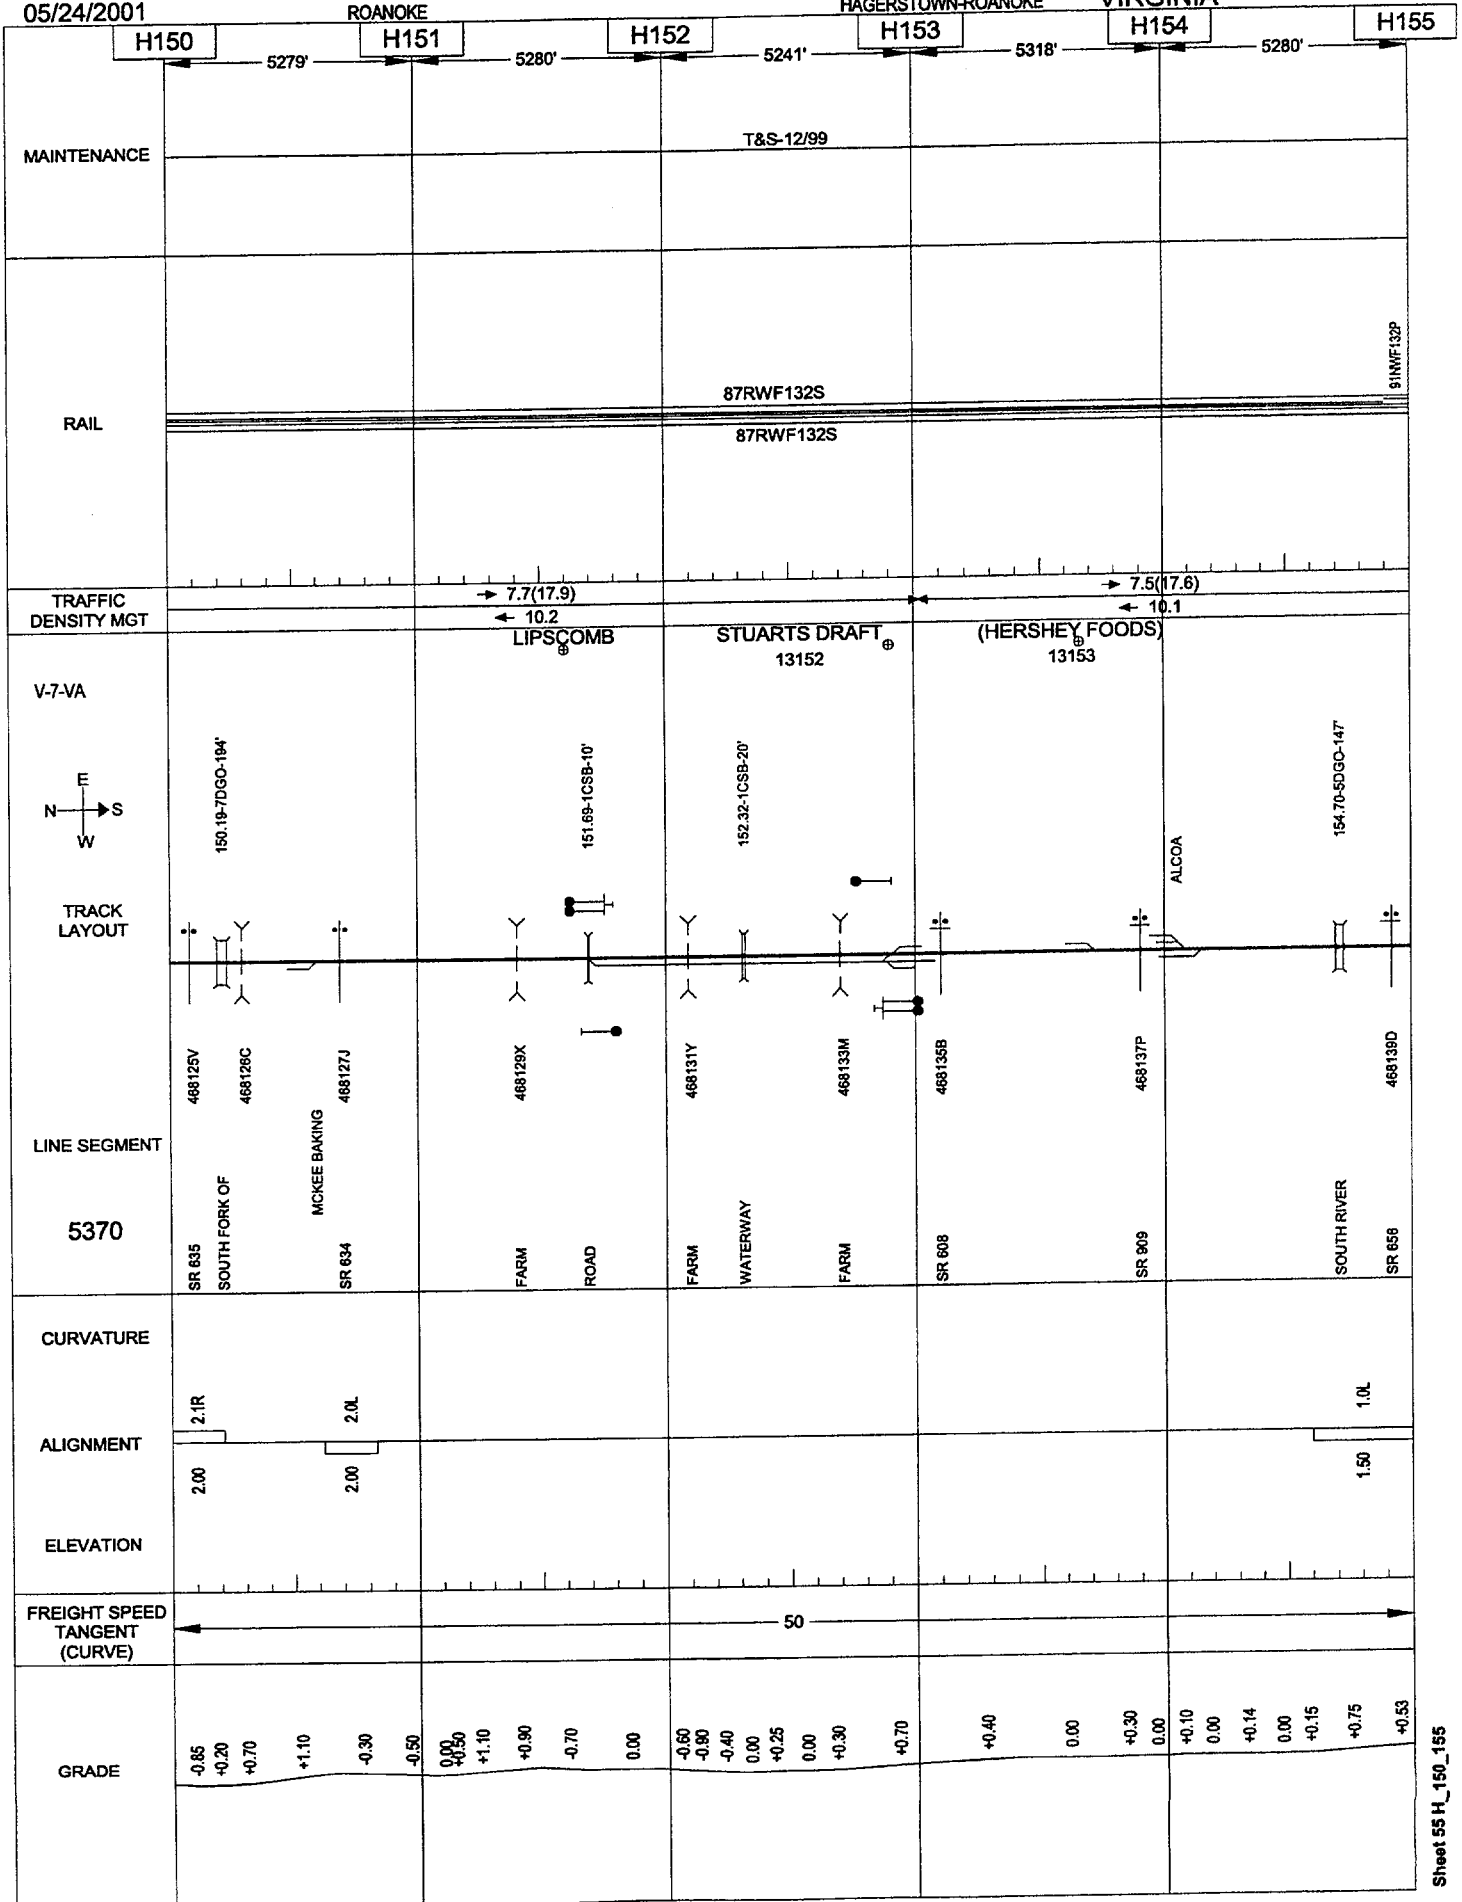 05/24/2001
ROANOKE
HAGERSTOWN-ROANOKE
VIRGINIA
H150
H151
H152
H153
H154
H155
5279'
5280'
5241'
5318'
5280'
MAINTENANCE
T&S-12/99
RAIL
87RWF132S
87RWF132S
91NWF132P
TRAFFIC
DENSITY MGT
7.7(17.9)
10.2
7.5(17.6)
10.1
LIPSCOMB
STUARTS DRAFT
13152
(HERSHEY FOODS)
13153
V-7-VA
E
N
S
W
150.19-7DGO-194'
151.69-1CSB-10'
152.32-1CSB-20'
154.70-5DGO-147'
ALCOA
TRACK
LAYOUT
468125V
468126C
468127J
468129X
468131Y
468133M
468135B
468137P
468139D
LINE SEGMENT
5370
SR 635
SOUTH FORK OF
MCKEE BAKING
SR 634
FARM
ROAD
FARM
WATERWAY
FARM
SR 608
SR 909
SOUTH RIVER
SR 656
CURVATURE
2.1R
2.0L
1.0L
ALIGNMENT
2.00
2.00
1.50
ELEVATION
FREIGHT SPEED
TANGENT
(CURVE)
50
GRADE
-0.85
+0.20
+0.70
+1.10
-0.30
-0.50
0.00
+0.50
+1.10
+0.90
-0.70
0.00
-0.60
-0.90
-0.40
0.00
+0.25
0.00
+0.30
+0.70
+0.40
0.00
+0.30
0.00
+0.10
0.00
+0.14
0.00
+0.15
+0.75
+0.53
Sheet 55 H_150_155